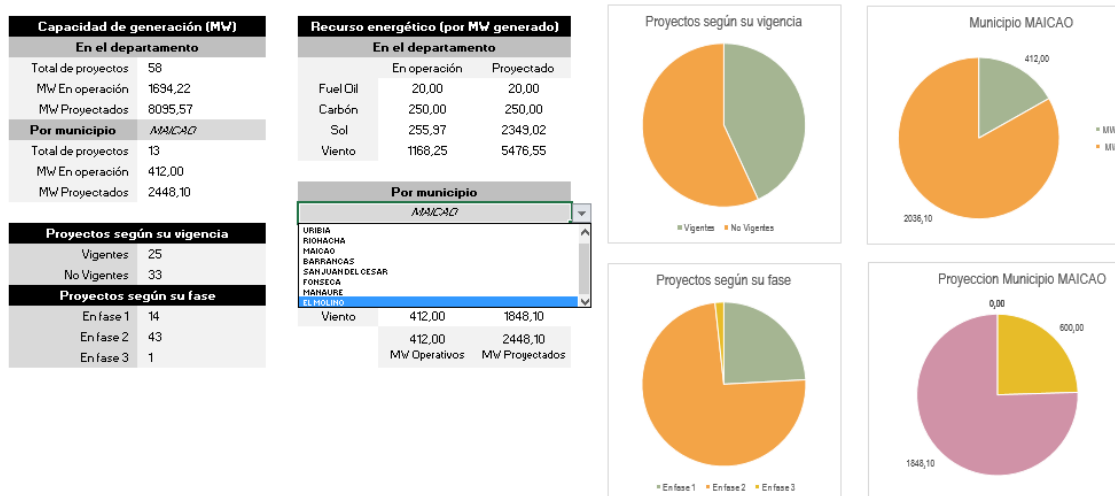 Capacidad de generación (MW)
En el departamento
Total de proyectos 58
MW En operación 1694,22
MW Proyectados 8095,57
Por municipio MAICAO
Total de proyectos 13
MW En operación 412,00
MW Proyectados 2448,10
Proyectos según su vigencia
Vigentes 25
No Vigentes 33
Proyectos según su fase
En fase 1 14
En fase 2 43
En fase 3 1
Recurso energético (por MW generado)
En el departamento
En operación Proyectado
Fuel Oil 20,00 20,00
Carbón 250,00 250,00
Sol 255,97 2349,02
Viento 1168,25 5476,55
Por municipio
MAICAO
URIBIA
RIOHACHA
MAICAO
BARRANCAS
SAN JUAN DEL CESAR
FONSECA
MANAURE
EL MOLINO
Viento 412,00 1848,10
412,00 2448,10
MW Operativos MW Proyectados
Proyectos según su vigencia
Vigentes No Vigentes
Municipio MAICAO
412,00
2036,10
MW
MW
Proyectos según su fase
En fase 1 En fase 2 En fase 3
Proyeccion Municipio MAICAO
0,00
600,00
1848,10